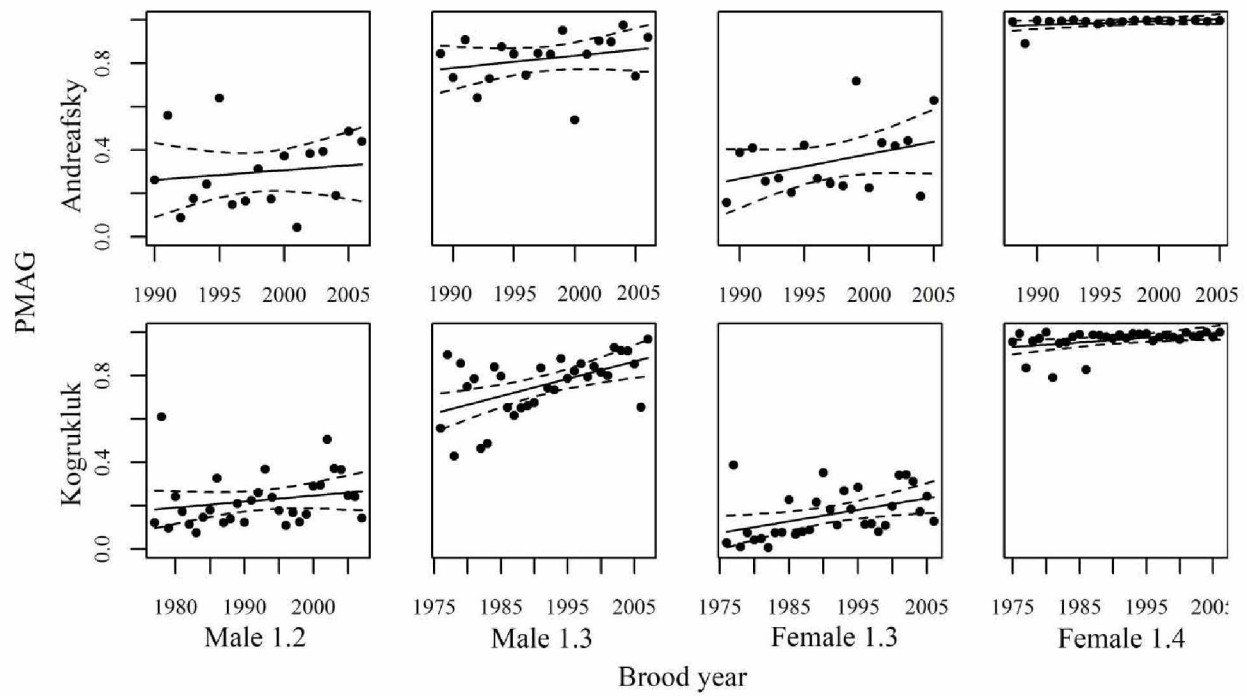 PMAG
Andreafsky
0.0 0.4 0.8
1990 1995 2000 2005
1990 1995 2000 2005
1990 1995 2000 2005
1990 1995 2000 2005
Kogrukluk
0.0 0.4 0.8
1980 1990 2000
1975 1985 1995 2005
1975 1985 1995 2005
1975 1985 1995 200
Male 1.2
Male 1.3
Female 1.3
Female 1.4
Brood year